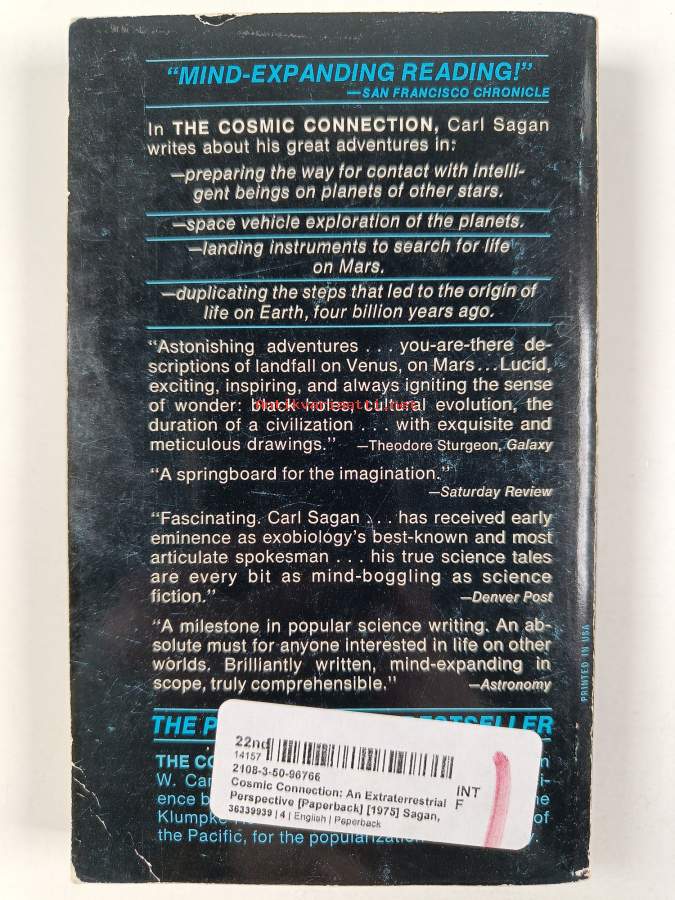 “MIND-EXPANDING READING!”
—SAN FRANCISCO CHRONICLE
In THE COSMIC CONNECTION, Carl Sagan
writes about his great adventures in:
—preparing the way for contact with intelli-
gent beings on planets of other stars.
—space vehicle exploration of the planets.
—landing instruments to search for life
on Mars.
—duplicating the steps that led to the origin of
life on Earth, four billion years ago.
“Astonishing adventures . . . you-are-there de-
scriptions of landfall on Venus, on Mars...Lucid,
exciting, inspiring, and always igniting the sense
of wonder: black holes, cultural evolution, the
duration of a civilization . . . with exquisite and
meticulous drawings.” —Theodore Sturgeon, Galaxy
“A springboard for the imagination.”
—Saturday Review
“Fascinating. Carl Sagan . . . has received early
eminence as exobiology’s best-known and most
articulate spokesman . . . his true science tales
are every bit as mind-boggling as science
fiction.” —Denver Post
“A milestone in popular science writing. An ab-
solute must for anyone interested in life on other
worlds. Brilliantly written, mind-expanding in
scope, truly comprehensible.” —Astronomy
PRINTED IN USA
THE
BESTSELLER
THE
W.
ence
Klumpke of
the Pacific, for the
22nd
14157
2108-3-50-96766
Cosmic Connection: An Extraterrestrial
Perspective [Paperback] [1975] Sagan,
36339939 | 4 | English | Paperback
INT
F